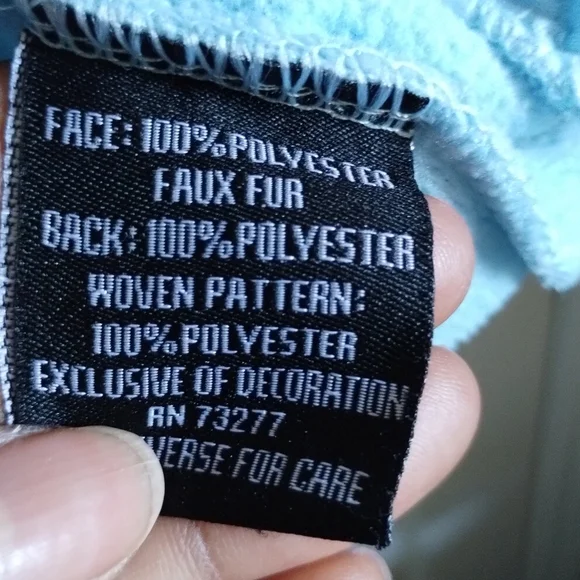 FACE: 100% POLYESTER
FAUX FUR
BACK: 100% POLYESTER
WOVEN PATTERN:
100% POLYESTER
EXCLUSIVE OF DECORATION
RN 73277
VERSE FOR CARE